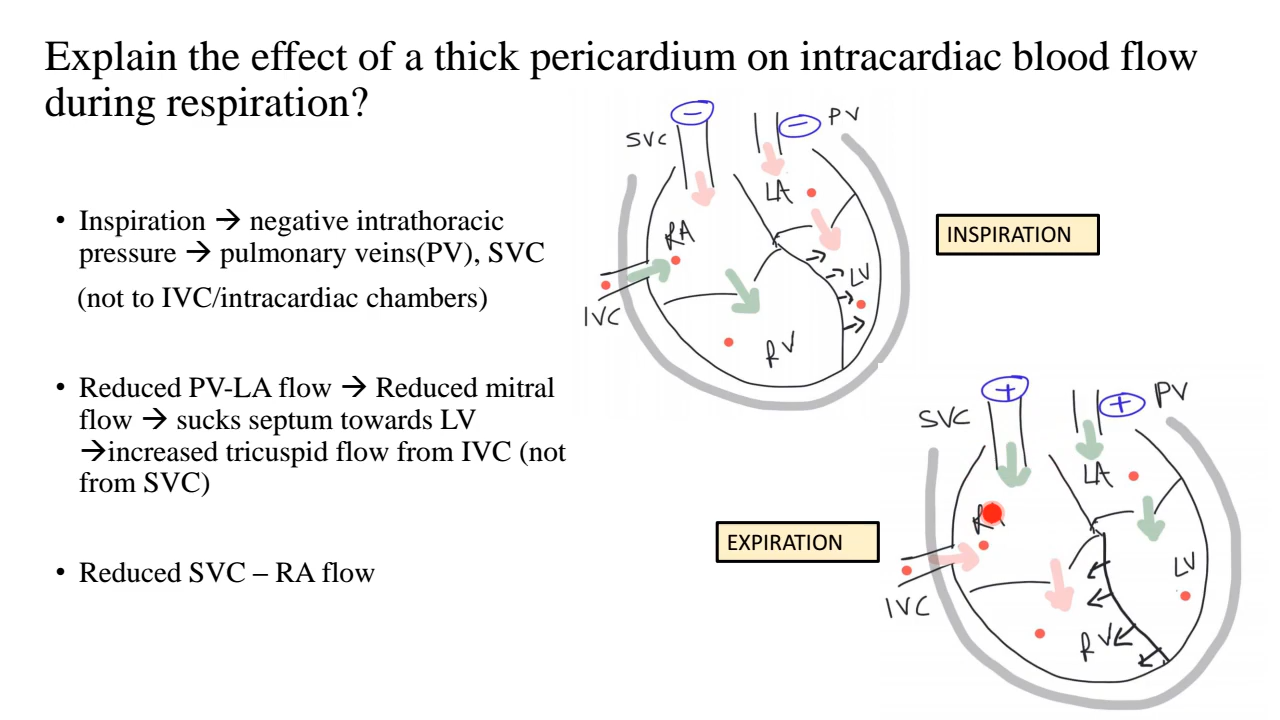 Explain the effect of a thick pericardium on intracardiac blood flow
during respiration?
• Inspiration → negative intrathoracic
pressure → pulmonary veins(PV), SVC
(not to IVC/intracardiac chambers)
• Reduced PV-LA flow → Reduced mitral
flow → sucks septum towards LV
→increased tricuspid flow from IVC (not
from SVC)
• Reduced SVC – RA flow
SVC
PV
LA
RA
LV
IVC
RV
INSPIRATION
EXPIRATION
SVC
PV
LA
LV
IVC
RV